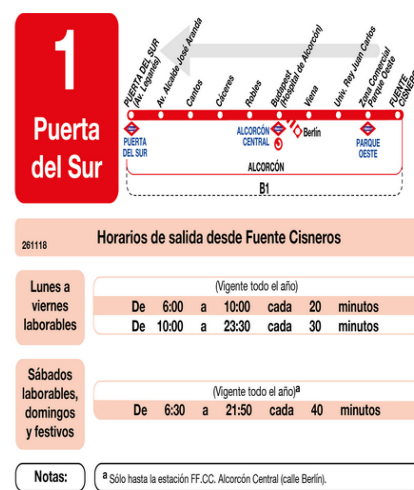 1
Puerta
del Sur
PUERTA DEL SUR
(Av. Leganés)
Av. Alcalde José Aranda
Cantos
Cáceres
Robles
Budapest
(Hospital de Alcorcón)
Viena
Univ. Rey Juan Carlos
Zona Comercial
Parque Oeste
FUENTE
CISNEROS
PUERTA
DEL SUR
ALCORCÓN
CENTRAL
Berlín
PARQUE
OESTE
ALCORCÓN
B1
261118
Horarios de salida desde Fuente Cisneros
Lunes a
viernes
laborables
(Vigente todo el año)
De 6:00 a 10:00 cada 20 minutos
De 10:00 a 23:30 cada 30 minutos
Sábados
laborables,
domingos
y festivos
(Vigente todo el año)a
De 6:30 a 21:50 cada 40 minutos
Notas:
a Sólo hasta la estación FF.CC. Alcorcón Central (calle Berlín).